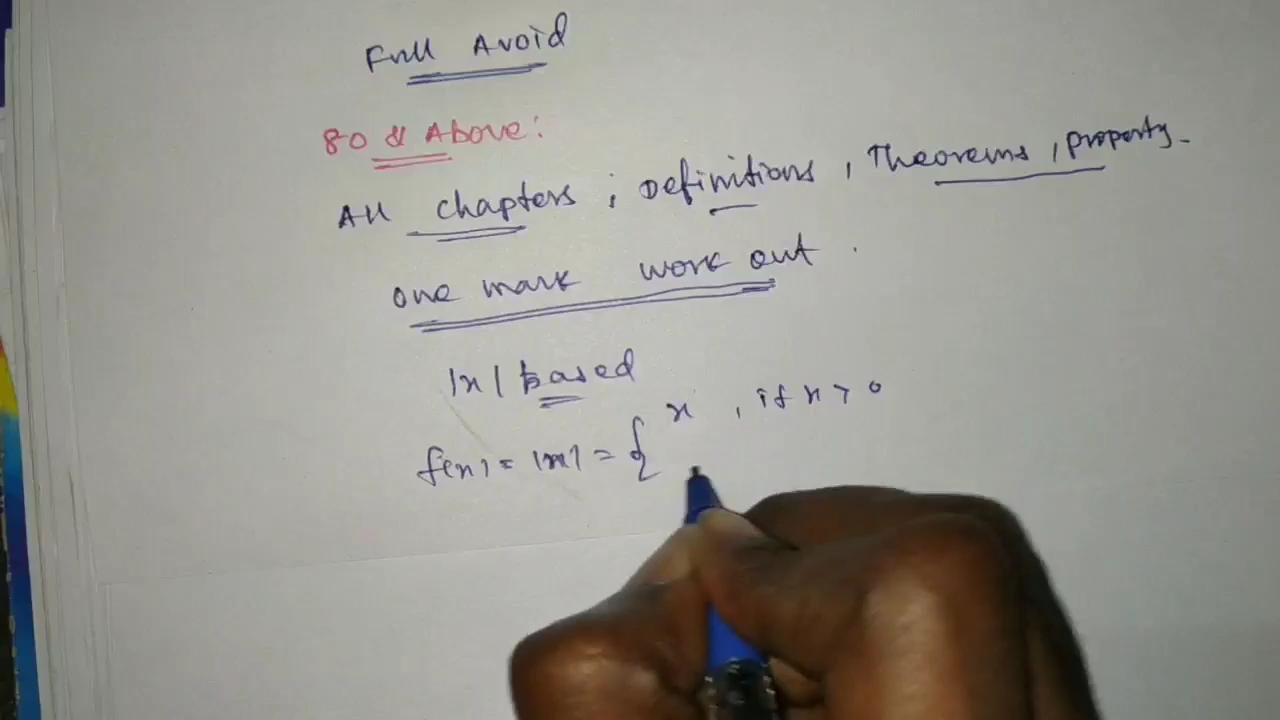 Full Avoid
80 & Above:
All chapters ; Definitions , Theorems , property.
one mark work out .
|x| based
f(x) = |x| = { x , if x > 0